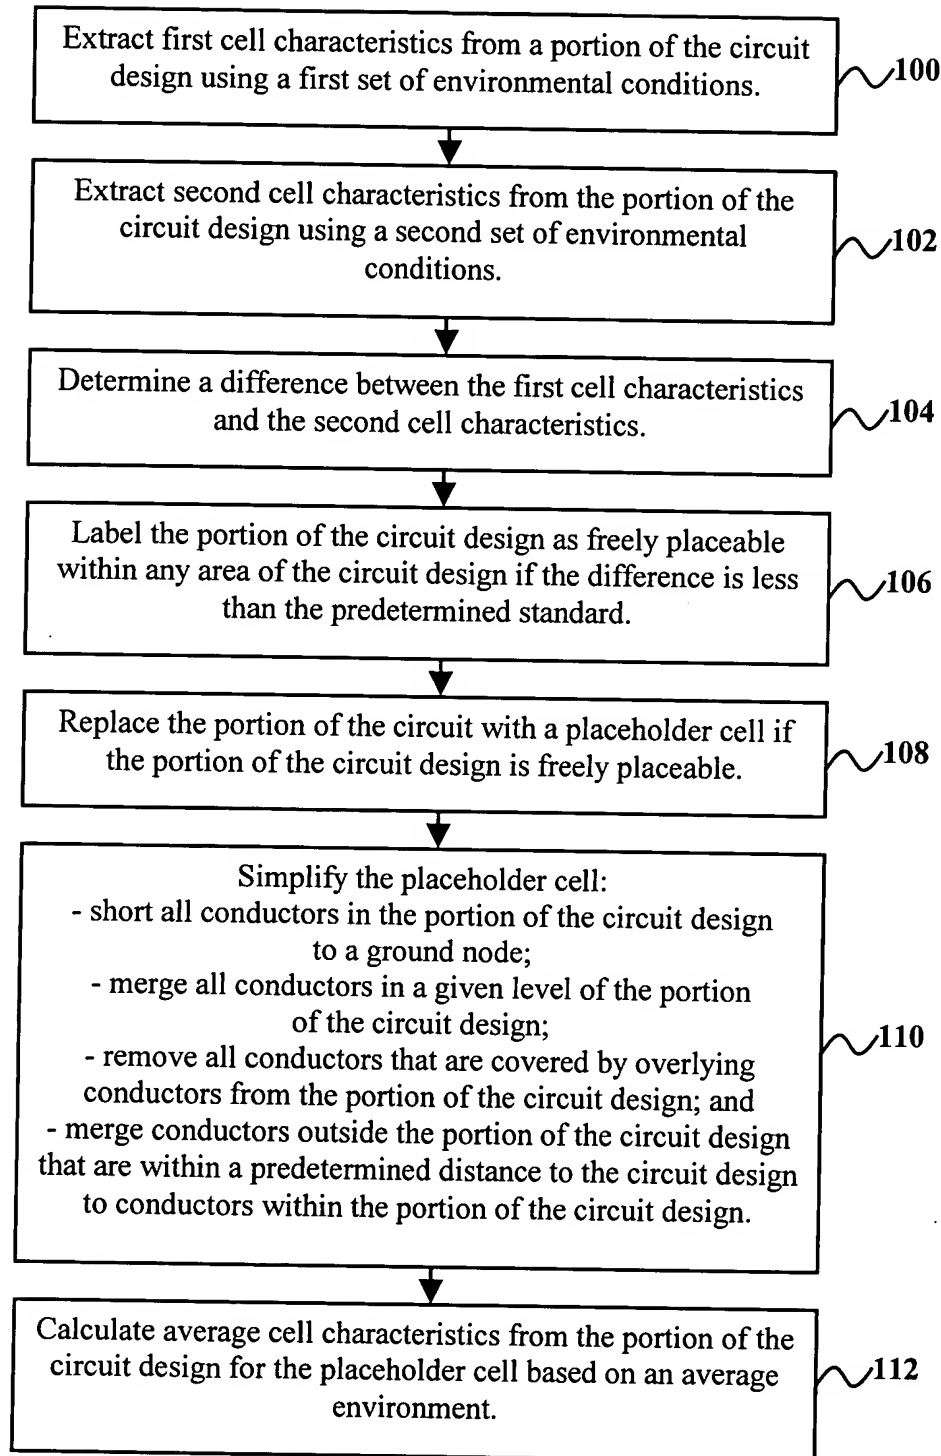 Extract first cell characteristics from a portion of the circuit
design using a first set of environmental conditions.
100
Extract second cell characteristics from the portion of the
circuit design using a second set of environmental
conditions.
102
Determine a difference between the first cell characteristics
and the second cell characteristics.
104
Label the portion of the circuit design as freely placeable
within any area of the circuit design if the difference is less
than the predetermined standard.
106
Replace the portion of the circuit with a placeholder cell if
the portion of the circuit design is freely placeable.
108
Simplify the placeholder cell:
- short all conductors in the portion of the circuit design
to a ground node;
- merge all conductors in a given level of the portion
of the circuit design;
- remove all conductors that are covered by overlying
conductors from the portion of the circuit design; and
- merge conductors outside the portion of the circuit design
that are within a predetermined distance to the circuit design
to conductors within the portion of the circuit design.
110
Calculate average cell characteristics from the portion of the
circuit design for the placeholder cell based on an average
environment.
112